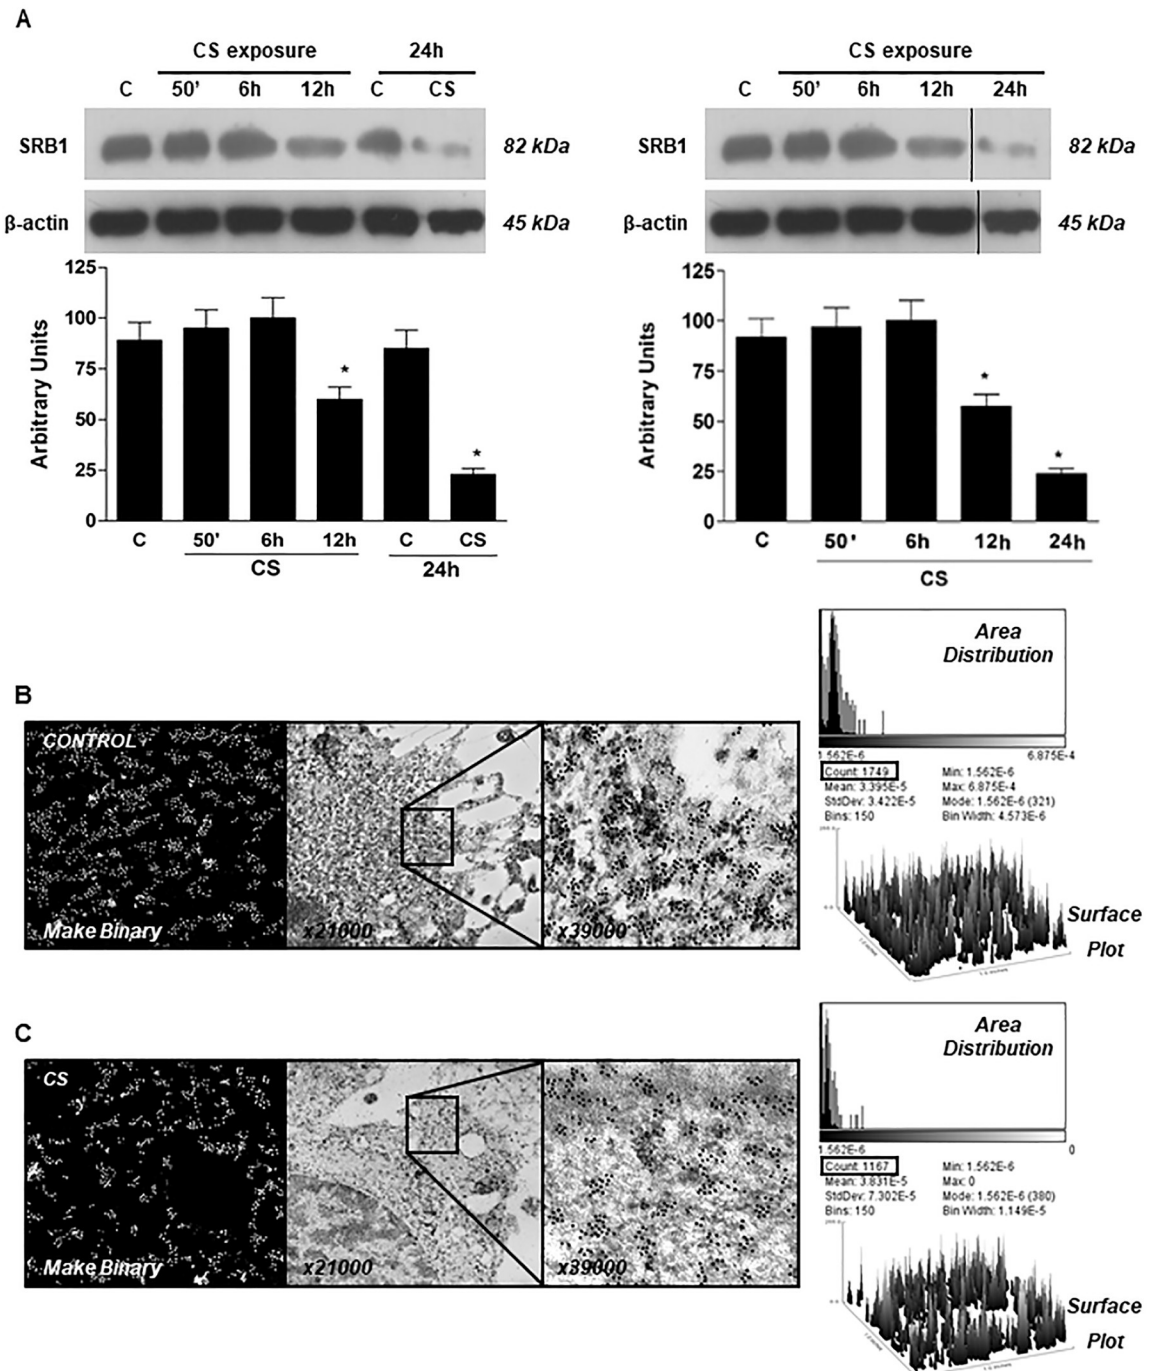 A
CS exposure 24h
C 50' 6h 12h C CS
SRB1 82 kDa
β-actin 45 kDa
Arbitrary Units
125
100
75
50
25
0
C 50' 6h 12h C CS
CS 24h
CS exposure
C 50' 6h 12h 24h
SRB1 82 kDa
β-actin 45 kDa
Arbitrary Units
125
100
75
50
25
0
* *
* *
C 50' 6h 12h 24h
CS
B
CONTROL
Make Binary
x21000
x39000
Area
Distribution
1.562E-6 6.875E-4
Count: 1749 Min: 1.562E-6
Mean: 3.395E-5 Max: 6.875E-4
StdDev: 3.422E-5 Mode: 1.562E-6 (321)
Bins: 150 Bin Width: 4.573E-6
Surface
Plot
C
CS
Make Binary
x21000
x39000
Area
Distribution
1.562E-6 0
Count: 1167 Min: 1.562E-6
Mean: 3.831E-5 Max: 0
StdDev: 7.302E-5 Mode: 1.562E-6 (380)
Bins: 150 Bin Width: 1.149E-5
Surface
Plot